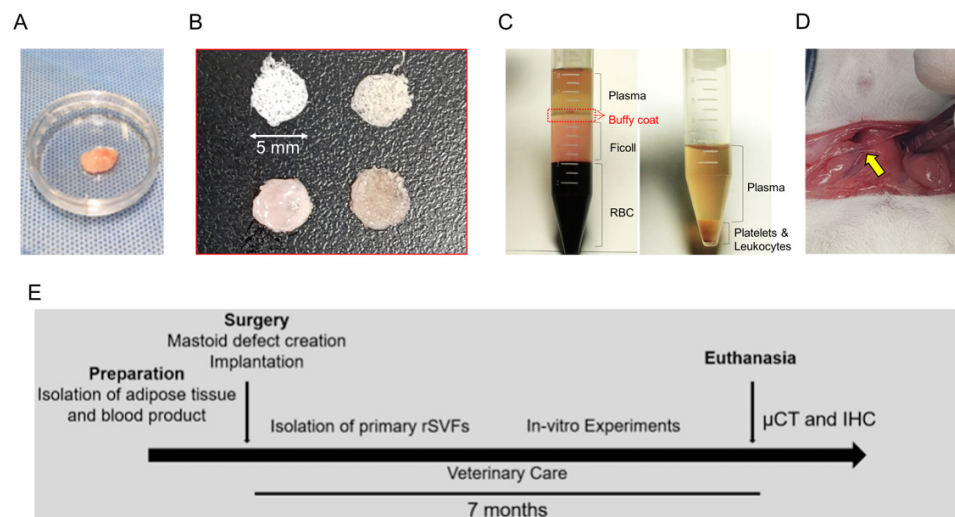 A
B
C
D
5 mm
Plasma
Buffy coat
Ficoll
RBC
Plasma
Platelets &
Leukocytes
E
Surgery
Mastoid defect creation
Implantation
Preparation
Isolation of adipose tissue
and blood product
Euthanasia
Isolation of primary rSVFs
In-vitro Experiments
µCT and IHC
Veterinary Care
7 months